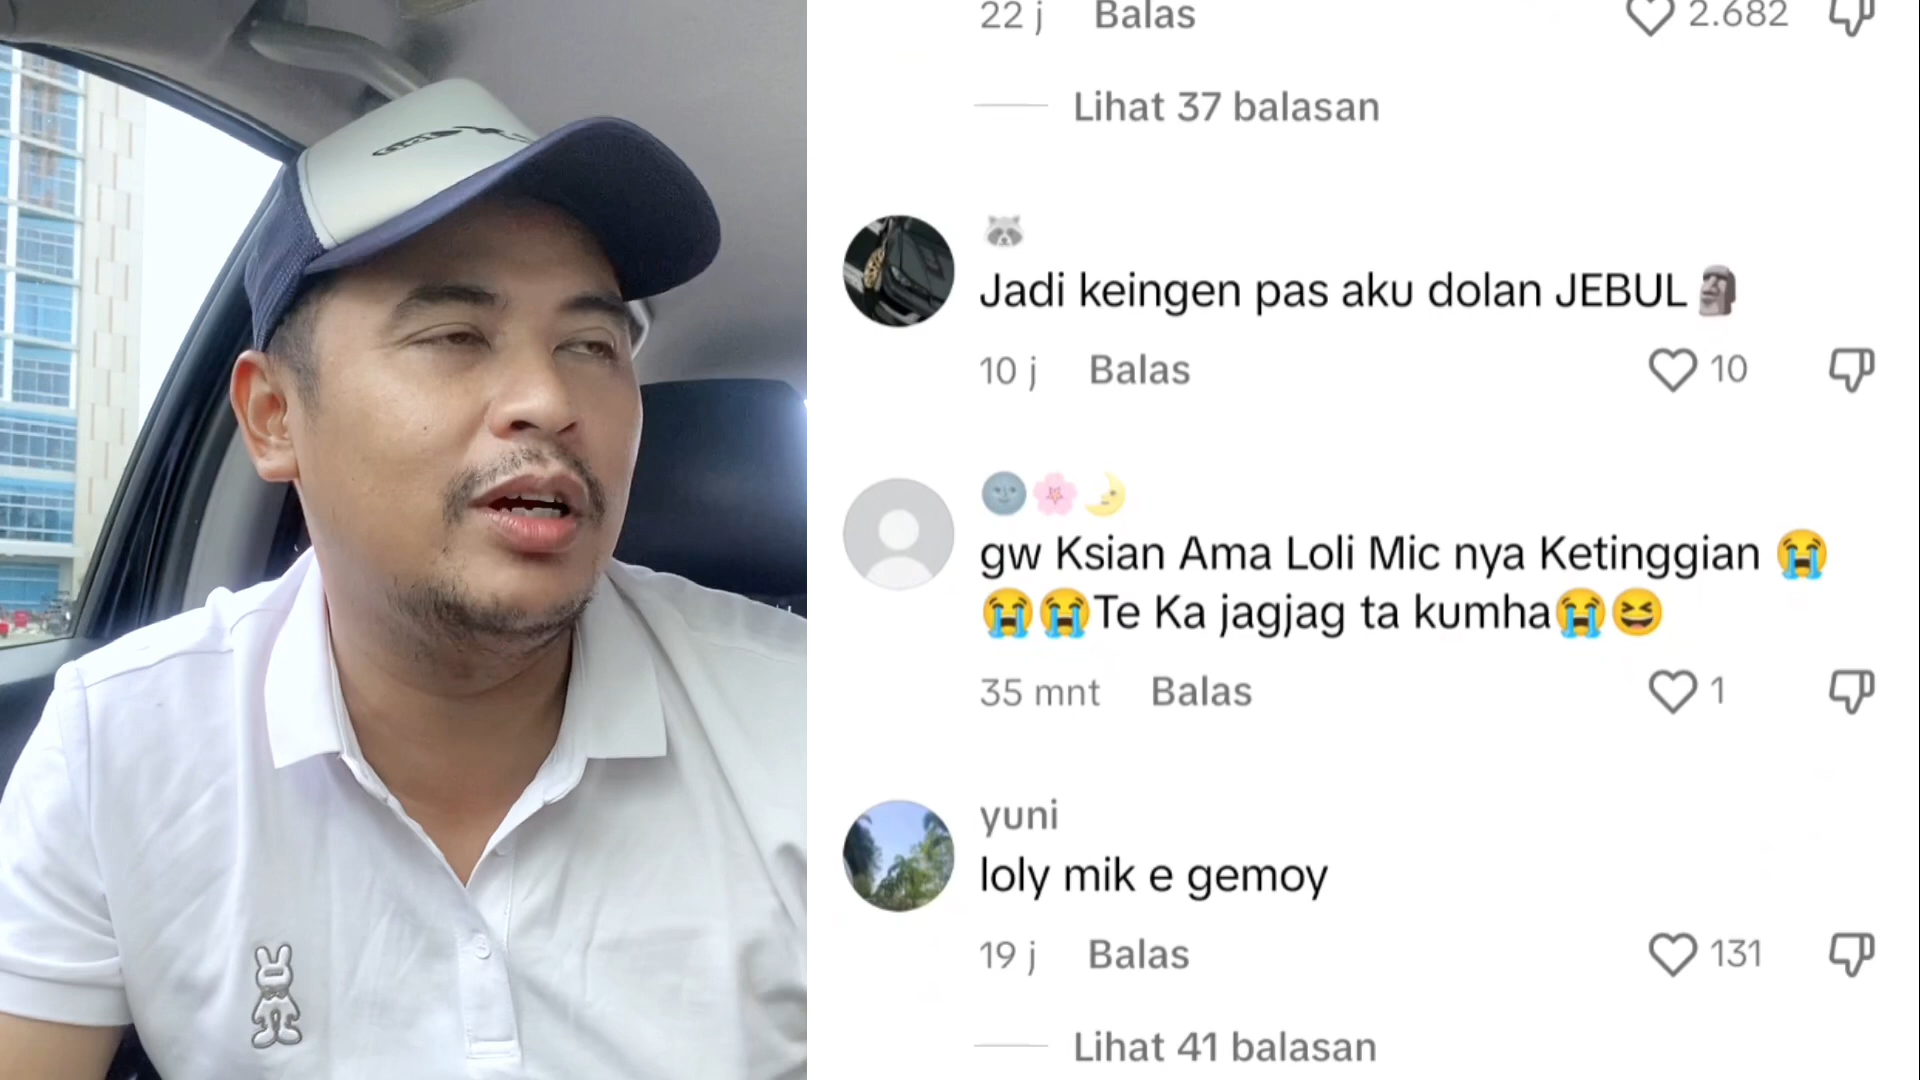 22 j Balas 2.682
Lihat 37 balasan
🦝
Jadi keingen pas aku dolan JEBUL🗿
10 j Balas 10
🌚🌸🌛
gw Ksian Ama Loli Mic nya Ketinggian 😭
😭😭Te Ka jagjag ta kumha😭😆
35 mnt Balas 1
yuni
loly mik e gemoy
19 j Balas 131
Lihat 41 balasan